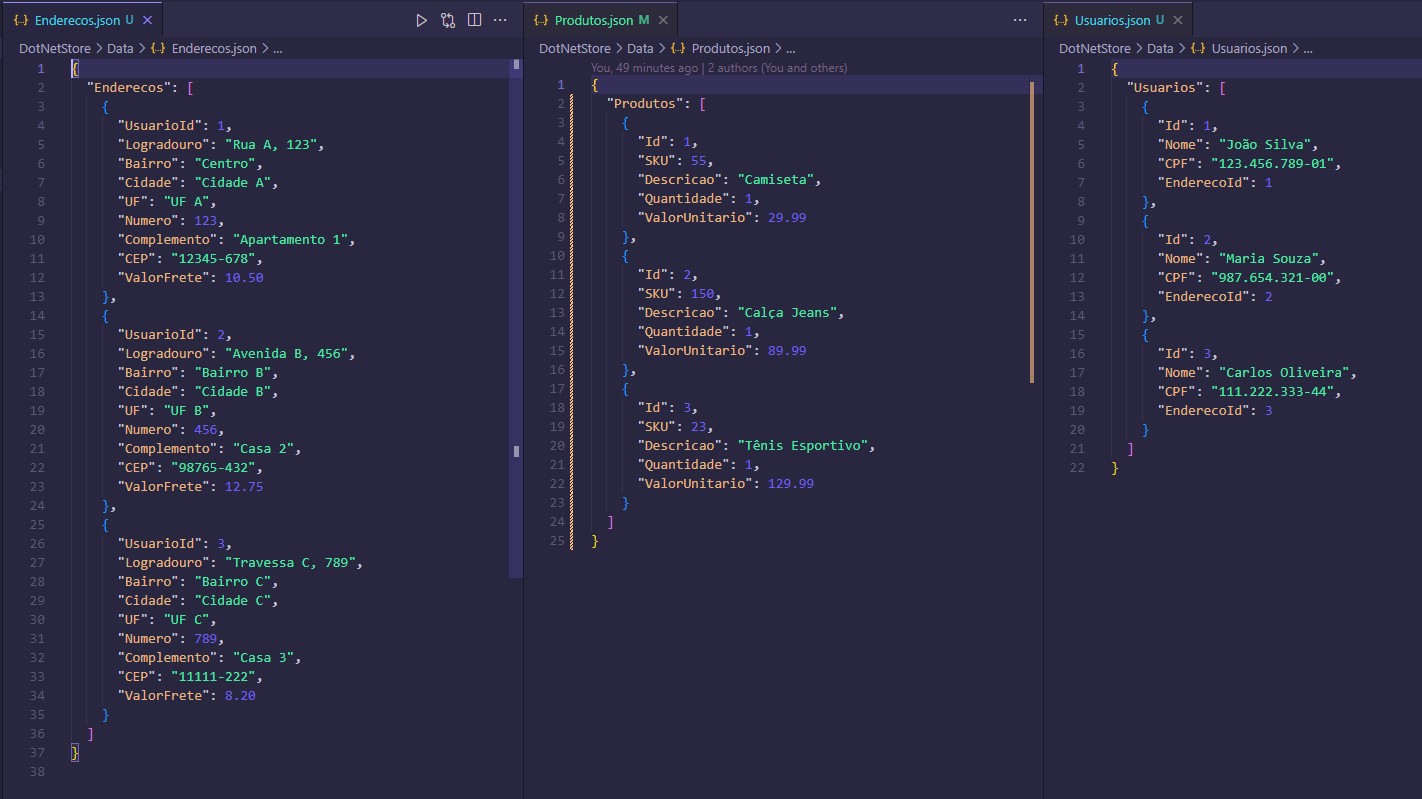 Enderecos.json U
DotNetStore > Data > {..} Enderecos.json > ...
1 {
2 "Enderecos": [
3 {
4 "UsuarioId": 1,
5 "Logradouro": "Rua A, 123",
6 "Bairro": "Centro",
7 "Cidade": "Cidade A",
8 "UF": "UF A",
9 "Numero": 123,
10 "Complemento": "Apartamento 1",
11 "CEP": "12345-678",
12 "ValorFrete": 10.50
13 },
14 {
15 "UsuarioId": 2,
16 "Logradouro": "Avenida B, 456",
17 "Bairro": "Bairro B",
18 "Cidade": "Cidade B",
19 "UF": "UF B",
20 "Numero": 456,
21 "Complemento": "Casa 2",
22 "CEP": "98765-432",
23 "ValorFrete": 12.75
24 },
25 {
26 "UsuarioId": 3,
27 "Logradouro": "Travessa C, 789",
28 "Bairro": "Bairro C",
29 "Cidade": "Cidade C",
30 "UF": "UF C",
31 "Numero": 789,
32 "Complemento": "Casa 3",
33 "CEP": "11111-222",
34 "ValorFrete": 8.20
35 }
36 ]
37 }
38
Produtos.json M
DotNetStore > Data > {..} Produtos.json > ...
You, 49 minutes ago | 2 authors (You and others)
1 {
2 "Produtos": [
3 {
4 "Id": 1,
5 "SKU": 55,
6 "Descricao": "Camiseta",
7 "Quantidade": 1,
8 "ValorUnitario": 29.99
9 },
10 {
11 "Id": 2,
12 "SKU": 150,
13 "Descricao": "Calça Jeans",
14 "Quantidade": 1,
15 "ValorUnitario": 89.99
16 },
17 {
18 "Id": 3,
19 "SKU": 23,
20 "Descricao": "Tênis Esportivo",
21 "Quantidade": 1,
22 "ValorUnitario": 129.99
23 }
24 ]
25 }
Usuarios.json U
DotNetStore > Data > {..} Usuarios.json > ...
1 {
2 "Usuarios": [
3 {
4 "Id": 1,
5 "Nome": "João Silva",
6 "CPF": "123.456.789-01",
7 "EnderecoId": 1
8 },
9 {
10 "Id": 2,
11 "Nome": "Maria Souza",
12 "CPF": "987.654.321-00",
13 "EnderecoId": 2
14 },
15 {
16 "Id": 3,
17 "Nome": "Carlos Oliveira",
18 "CPF": "111.222.333-44",
19 "EnderecoId": 3
20 }
21 ]
22 }